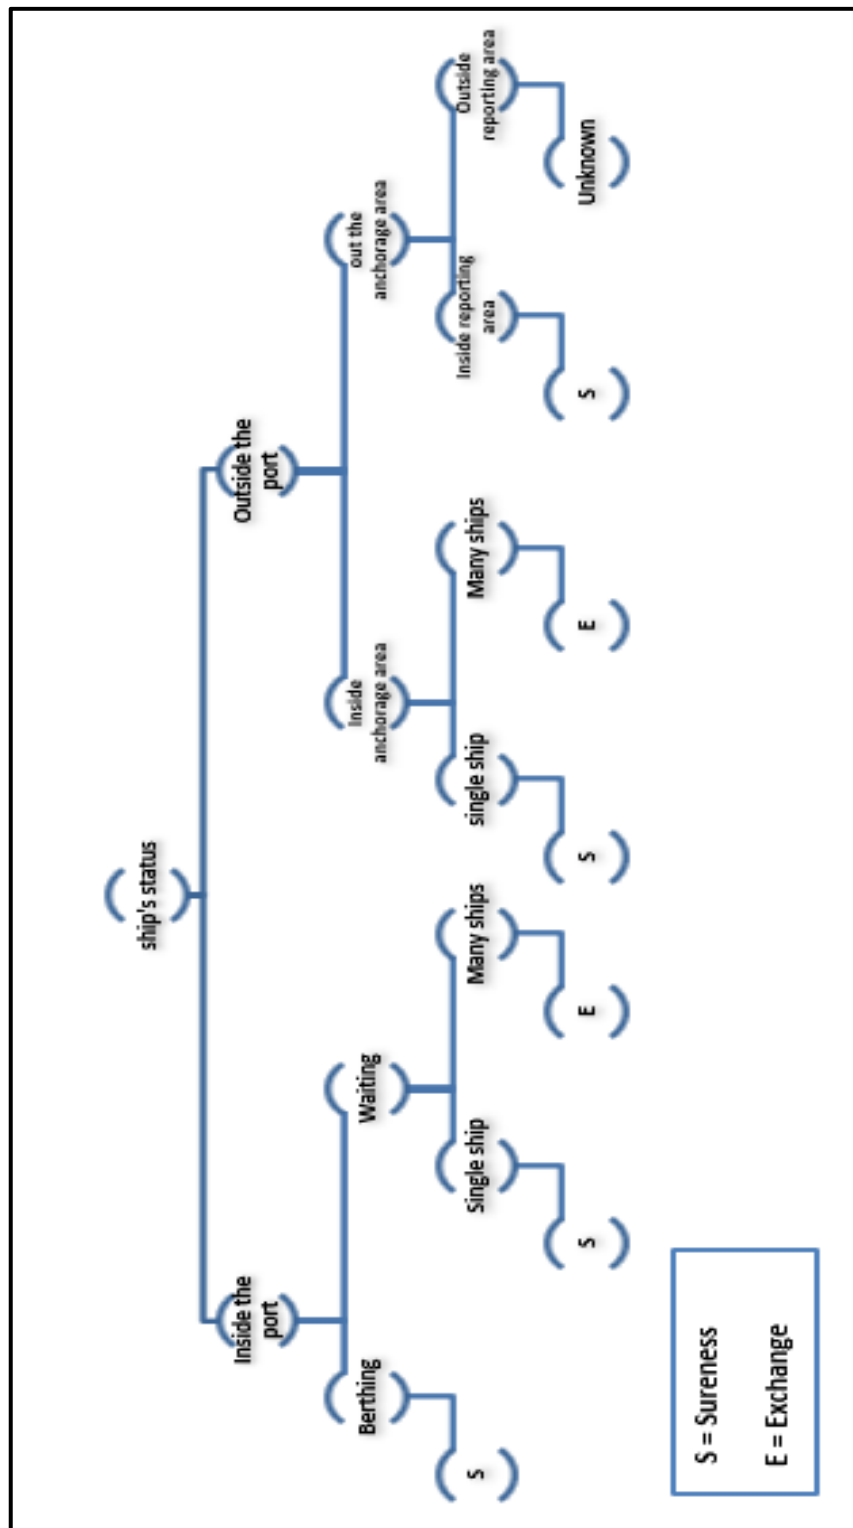 ship's status
Inside the
port
Outside the
port
Berthing
Waiting
Inside
anchorage area
out the
anchorage area
S
Single ship
Many ships
single ship
Many ships
Inside reporting
area
Outside
reporting area
S
E
S
E
S
Unknown
S = Sureness
E = Exchange